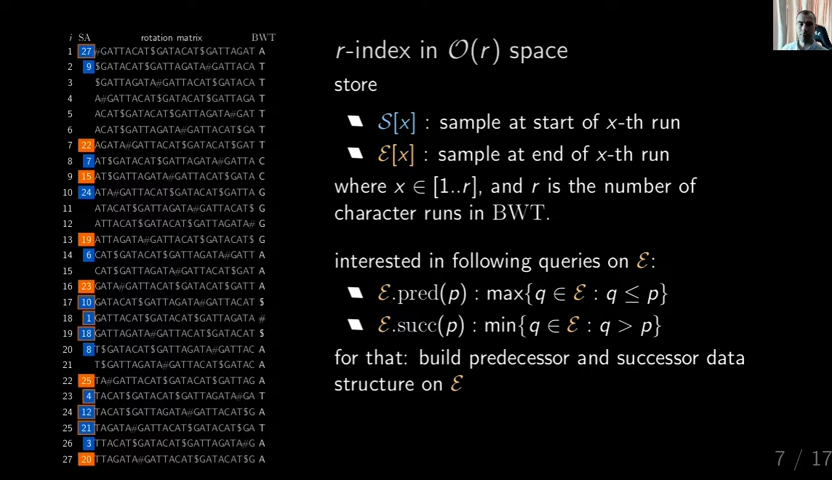 i SA rotation matrix BWT
1 27 #GATTACAT$GATACAT$GATTAGAT A
2 9 $GATACAT$GATTAGATA#GATTACA T
3 $GATTAGATA#GATTACAT$GATACA T
4 A#GATTACAT$GATACAT$GATTAGA T
5 ACAT$GATACAT$GATTAGATA#GAT T
6 ACAT$GATTAGATA#GATTACAT$GA T
7 22 AGATA#GATTACAT$GATACAT$GAT T
8 7 AT$GATACAT$GATTAGATA#GATTA C
9 15 AT$GATTAGATA#GATTACAT$GATA C
10 24 ATA#GATTACAT$GATACAT$GATTA G
11 ATACAT$GATTAGATA#GATTACAT$ G
12 ATTACAT$GATACAT$GATTAGATA# G
13 19 ATTAGATA#GATTACAT$GATACAT$ G
14 6 CAT$GATACAT$GATTAGATA#GATT A
15 CAT$GATTAGATA#GATTACAT$GAT A
16 23 GATA#GATTACAT$GATACAT$GATT A
17 10 GATACAT$GATTAGATA#GATTACAT $
18 1 GATTACAT$GATACAT$GATTAGATA #
19 18 GATTAGATA#GATTACAT$GATACAT $
20 8 T$GATACAT$GATTAGATA#GATTAC A
21 T$GATTAGATA#GATTACAT$GATAC A
22 25 TA#GATTACAT$GATACAT$GATTAG A
23 4 TACAT$GATACAT$GATTAGATA#GA T
24 12 TACAT$GATTAGATA#GATTACAT$G A
25 21 TAGATA#GATTACAT$GATACAT$GA T
26 3 TTACAT$GATACAT$GATTAGATA#G A
27 20 TTAGATA#GATTACAT$GATACAT$G A
r-index in 𝒪(r) space
store
𝒮[x] : sample at start of x-th run
ℰ[x] : sample at end of x-th run
where x ∈ [1..r], and r is the number of
character runs in BWT.
interested in following queries on ℰ:
ℰ.pred(p) : max{q ∈ ℰ : q ≤ p}
ℰ.succ(p) : min{q ∈ ℰ : q > p}
for that: build predecessor and successor data
structure on ℰ
7 / 17